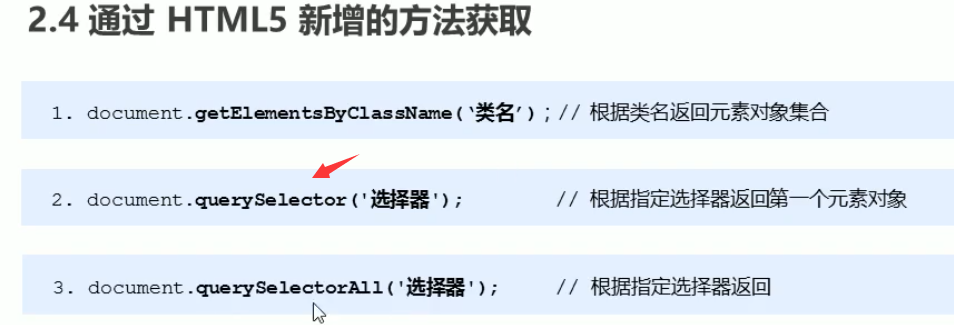 2.4 通过 HTML5 新增的方法获取
1. document.getElementsByClassName(‘类名’);// 根据类名返回元素对象集合
2. document.querySelector('选择器'); // 根据指定选择器返回第一个元素对象
3. document.querySelectorAll('选择器'); // 根据指定选择器返回